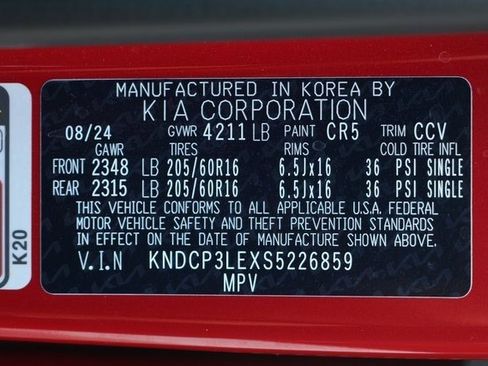 MANUFACTURED IN KOREA BY
KIA CORPORATION
08/24 GVWR 4211 LB PAINT CR5 TRIM CCV
GAWR TIRES RIMS COLD TIRE INFL
FRONT 2348 LB 205/60R16 6.5Jx16 36 PSI SINGLE
REAR 2315 LB 205/60R16 6.5Jx16 36 PSI SINGLE
THIS VEHICLE CONFORMS TO ALL APPLICABLE U.S.A. FEDERAL
MOTOR VEHICLE SAFETY AND THEFT PREVENTION STANDARDS
IN EFFECT ON THE DATE OF MANUFACTURE SHOWN ABOVE.
V.I.N KNDCP3LEXS5226859
MPV
K20